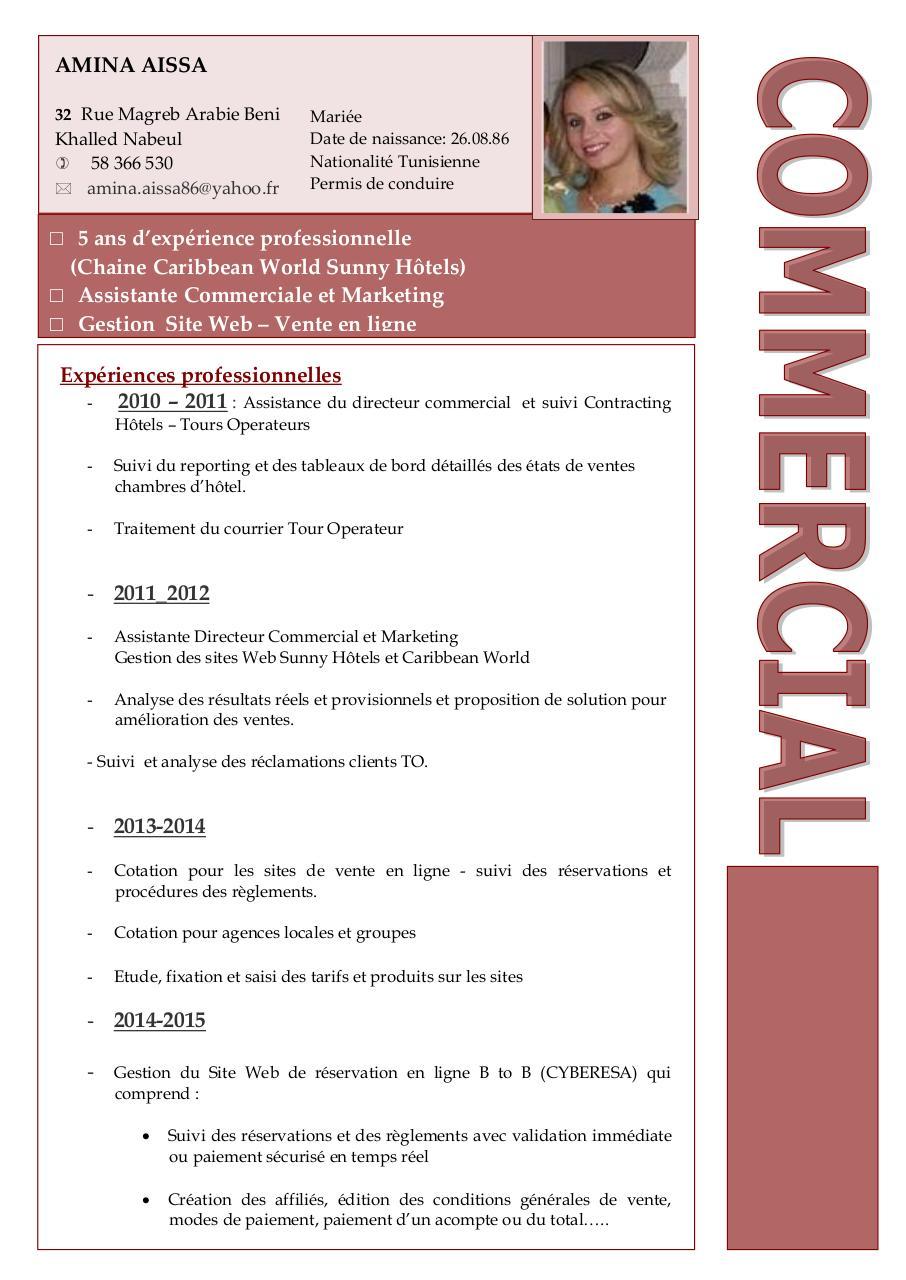 AMINA AISSA
32 Rue Magreb Arabie Beni
Khalled Nabeul
58 366 530
amina.aissa86@yahoo.fr
Mariée
Date de naissance: 26.08.86
Nationalité Tunisienne
Permis de conduire
□ 5 ans d’expérience professionnelle
(Chaine Caribbean World Sunny Hôtels)
□ Assistante Commerciale et Marketing
□ Gestion Site Web – Vente en ligne
Expériences professionnelles
- 2010 – 2011 : Assistance du directeur commercial et suivi Contracting
Hôtels – Tours Operateurs
- Suivi du reporting et des tableaux de bord détaillés des états de ventes
chambres d’hôtel.
- Traitement du courrier Tour Operateur
- 2011_2012
- Assistante Directeur Commercial et Marketing
Gestion des sites Web Sunny Hôtels et Caribbean World
- Analyse des résultats réels et provisionnels et proposition de solution pour
amélioration des ventes.
- Suivi et analyse des réclamations clients TO.
- 2013-2014
- Cotation pour les sites de vente en ligne - suivi des réservations et
procédures des règlements.
- Cotation pour agences locales et groupes
- Etude, fixation et saisi des tarifs et produits sur les sites
- 2014-2015
- Gestion du Site Web de réservation en ligne B to B (CYBERESA) qui
comprend :
• Suivi des réservations et des règlements avec validation immédiate
ou paiement sécurisé en temps réel
• Création des affiliés, édition des conditions générales de vente,
modes de paiement, paiement d’un acompte ou du total…..
COMMERCIAL